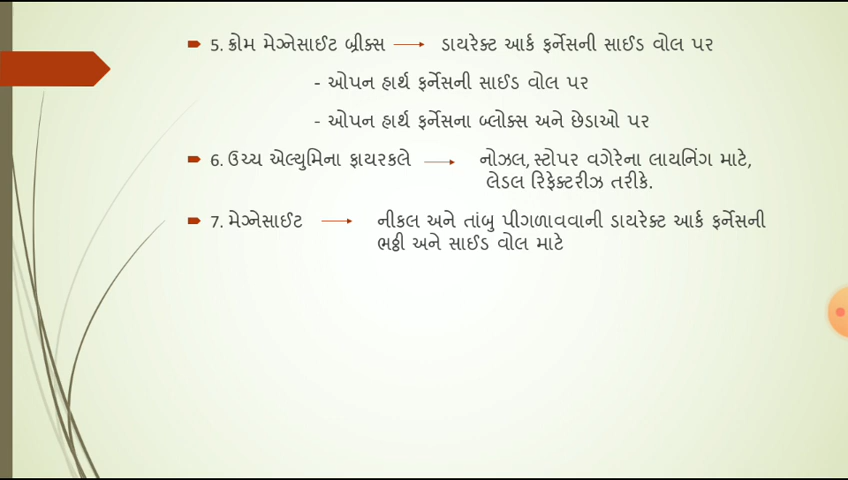 5. ક્રોમ મેગ્નેસાઈટ બ્રીક્સ → ડાયરેક્ટ આર્ક ફર્નેસની સાઈડ વોલ પર
- ઓપન હાર્થ ફર્નેસની સાઈડ વોલ પર
- ઓપન હાર્થ ફર્નેસના બ્લોક્સ અને છેડાઓ પર
6. ઉચ્ચ એલ્યુમિના ફાયરકલે → નોઝલ, સ્ટોપર વગેરેના લાયનિંગ માટે,
લેડલ રિફ્રેક્ટરીઝ તરીકે.
7. મેગ્નેસાઈટ → નીકલ અને તાંબુ પીગળાવવાની ડાયરેક્ટ આર્ક ફર્નેસની
ભઠ્ઠી અને સાઈડ વોલ માટે